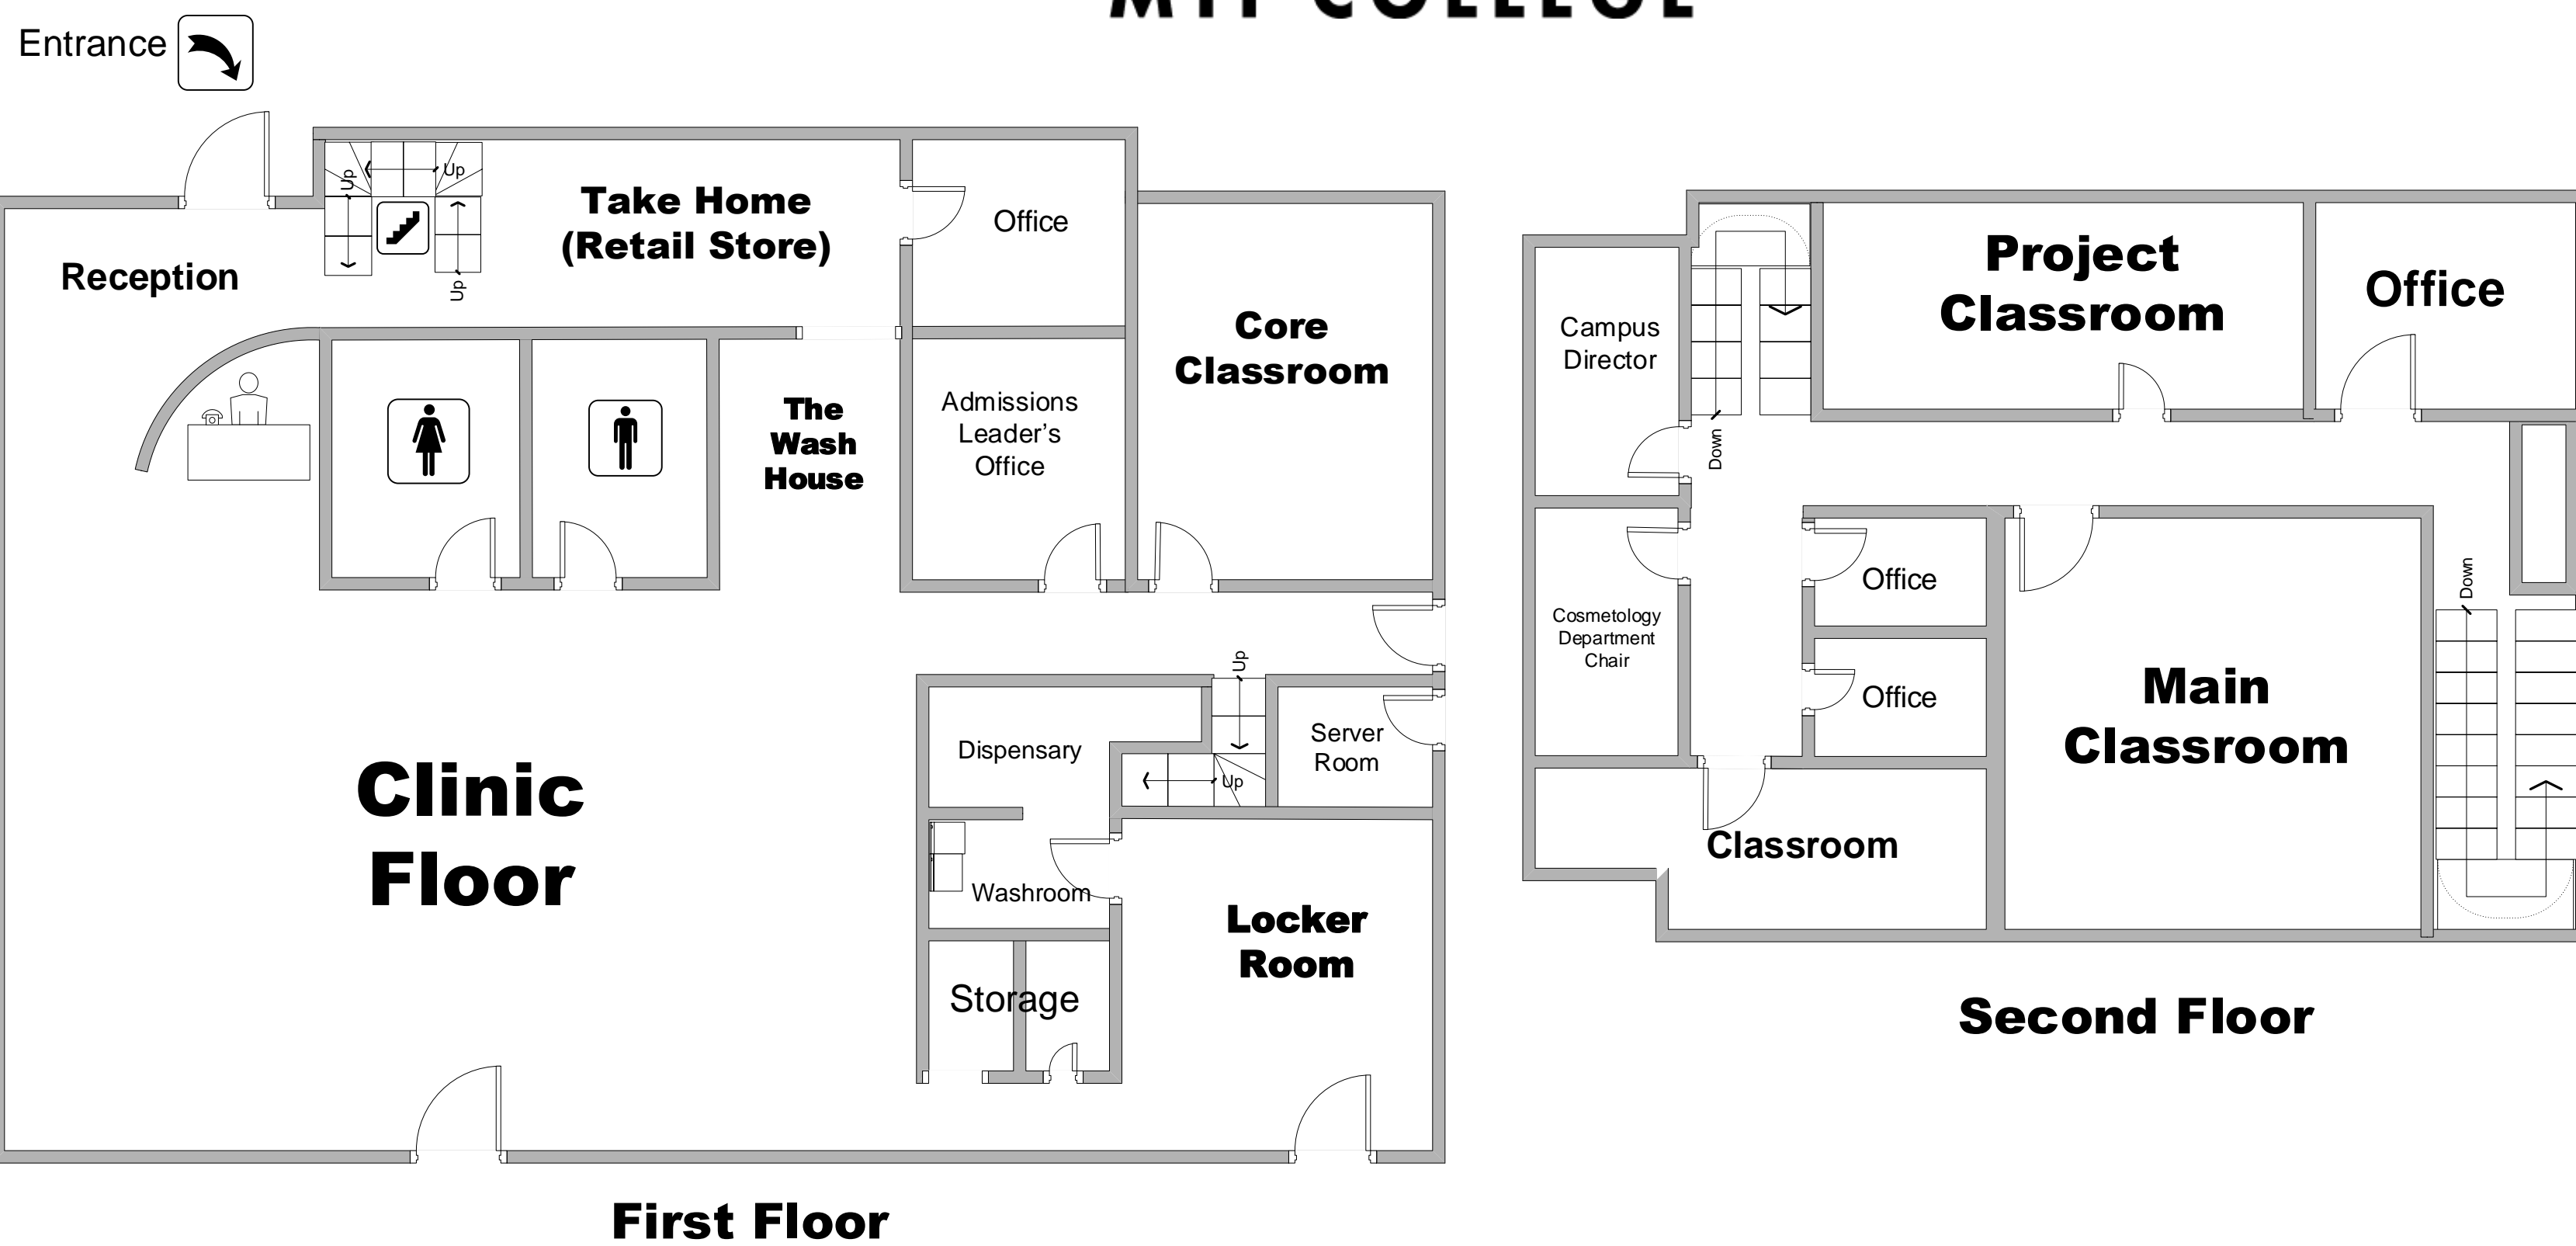 COLLEGE
Entrance
Up
Up
Up
Take Home
(Retail Store)
Office
Reception
Core
Classroom
The
Wash
House
Admissions
Leader’s
Office
Up
Up
Dispensary
Server
Room
Clinic
Floor
Washroom
Locker
Room
Storage
First Floor
Project
Classroom
Office
Campus
Director
Down
Office
Cosmetology
Department
Chair
Office
Down
Main
Classroom
Classroom
Second Floor